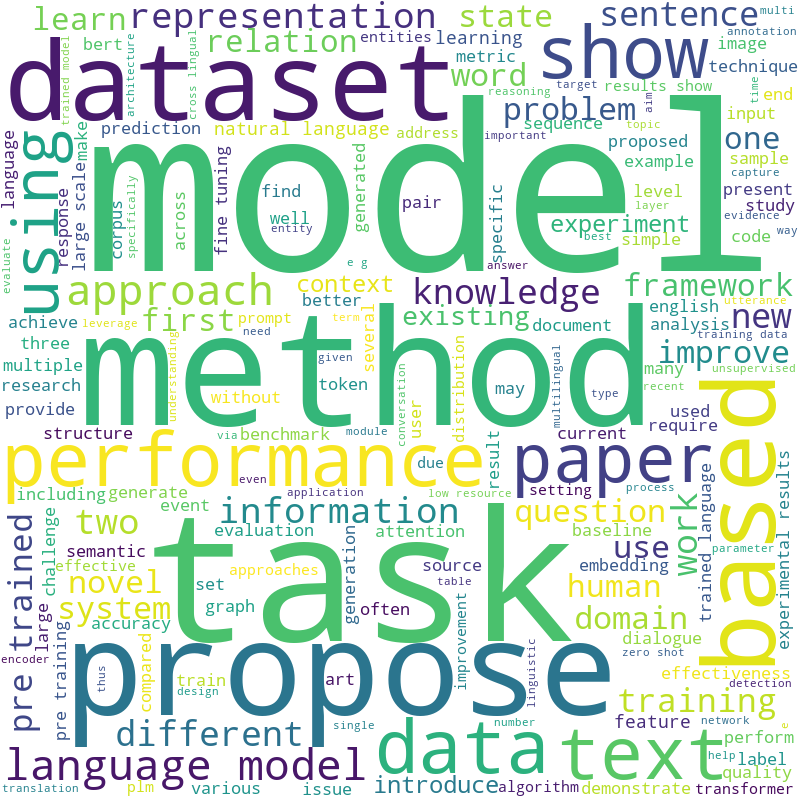 learn
representation
state
sentence
multi
annotation
bert
cross lingual
architecture
trained model
relation
entities
learning
metric
word
reasoning
show
target
results show
image
technique
dataset
aim
time
prediction
natural language
address
important
problem
sequence
topic
proposed
one
end
input
language
using
response
large scale
make
corpus
specifically
across
fine tuning
model
find
well
entity
generated
pair
specific
experiment
example
level
layer
simple
sample
capture
present
evidence
study
code
way
best
evaluate
e g
answer
approach
context
knowledge
framework
better
existing
first
prompt
several
need
term
document
english
utterance
analysis
training data
new
achieve
leverage
three
multiple
research
provide
understanding
without
method
given
token
distribution
user
conversation
may
multilingual
type
improve
many
recent
unsupervised
used
require
based
structure
via
benchmark
module
result
current
performance
even
due
paper
setting
including
generate
event
application
low resource
process
information
question
work
two
evaluation
attention
baseline
trained language
parameter
experimental results
pre trained
challenge
semantic
effective
task
approaches
generation
source
table
use
embedding
novel
set
graph
often
human
system
accuracy
domain
large
encoder
pre training
thus
compared
propose
train
design
art
improvement
linguistic
dialogue
zero shot
effectiveness
detection
training
different
single
data
number
text
feature
network
e
perform
language model
introduce
help
label
quality
translation
plm
various
issue
algorithm
demonstrate
transformer